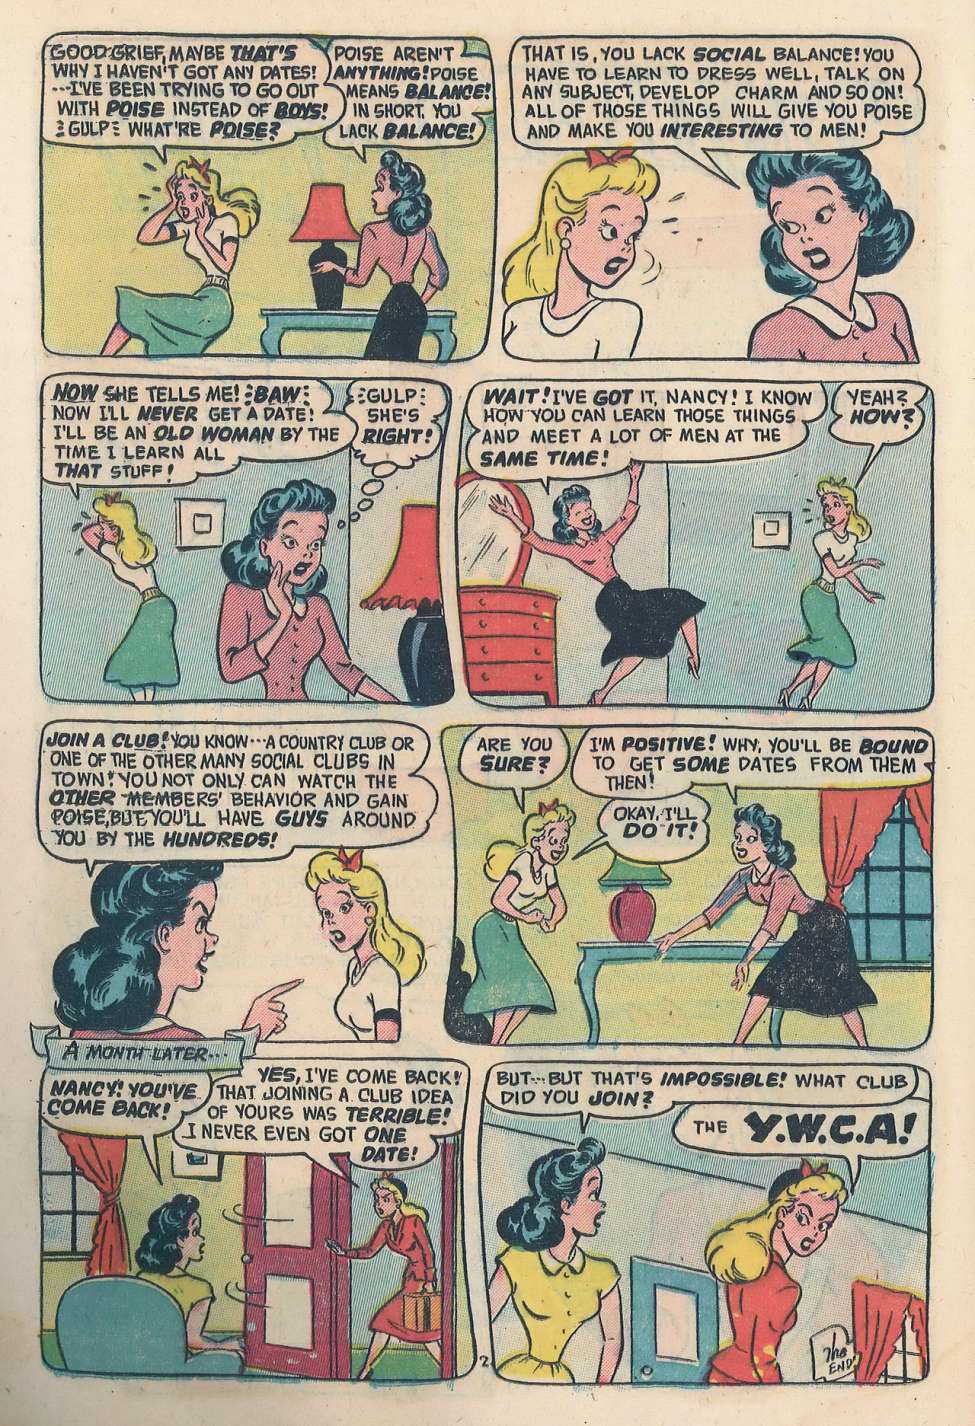 GOOD GRIEF, MAYBE THAT'S
WHY I HAVEN'T GOT ANY DATES!
...I'VE BEEN TRYING TO GO OUT
WITH POISE INSTEAD OF BOYS!
GULP WHAT'RE POISE?
POISE AREN'T
ANYTHING! POISE
MEANS BALANCE!
IN SHORT, YOU
LACK BALANCE!
THAT IS, YOU LACK SOCIAL BALANCE! YOU
HAVE TO LEARN TO DRESS WELL, TALK ON
ANY SUBJECT, DEVELOP CHARM AND SO ON!
ALL OF THOSE THINGS WILL GIVE YOU POISE
AND MAKE YOU INTERESTING TO MEN!
NOW SHE TELLS ME! BAW
NOW I'LL NEVER GET A DATE!
I'LL BE AN OLD WOMAN BY THE
TIME I LEARN ALL
THAT STUFF!
GULP
SHE'S
RIGHT!
WAIT! I'VE GOT IT, NANCY! I KNOW
HOW YOU CAN LEARN THOSE THINGS
AND MEET A LOT OF MEN AT THE
SAME TIME!
YEAH?
HOW?
JOIN A CLUB! YOU KNOW...A COUNTRY CLUB OR
ONE OF THE OTHER MANY SOCIAL CLUBS IN
TOWN! YOU NOT ONLY CAN WATCH THE
OTHER MEMBERS' BEHAVIOR AND GAIN
POISE, BUT YOU'LL HAVE GUYS AROUND
YOU BY THE HUNDREDS!
ARE YOU
SURE?
I'M POSITIVE! WHY, YOU'LL BE BOUND
TO GET SOME DATES FROM THEM
THEN!
OKAY, I'LL
DO IT!
A MONTH LATER...
NANCY! YOU'VE
COME BACK!
YES, I'VE COME BACK!
THAT JOINING A CLUB IDEA
OF YOURS WAS TERRIBLE!
I NEVER EVEN GOT ONE
DATE!
BUT...BUT THAT'S IMPOSSIBLE! WHAT CLUB
DID YOU JOIN?
THE Y.W.C.A!
The
END
2